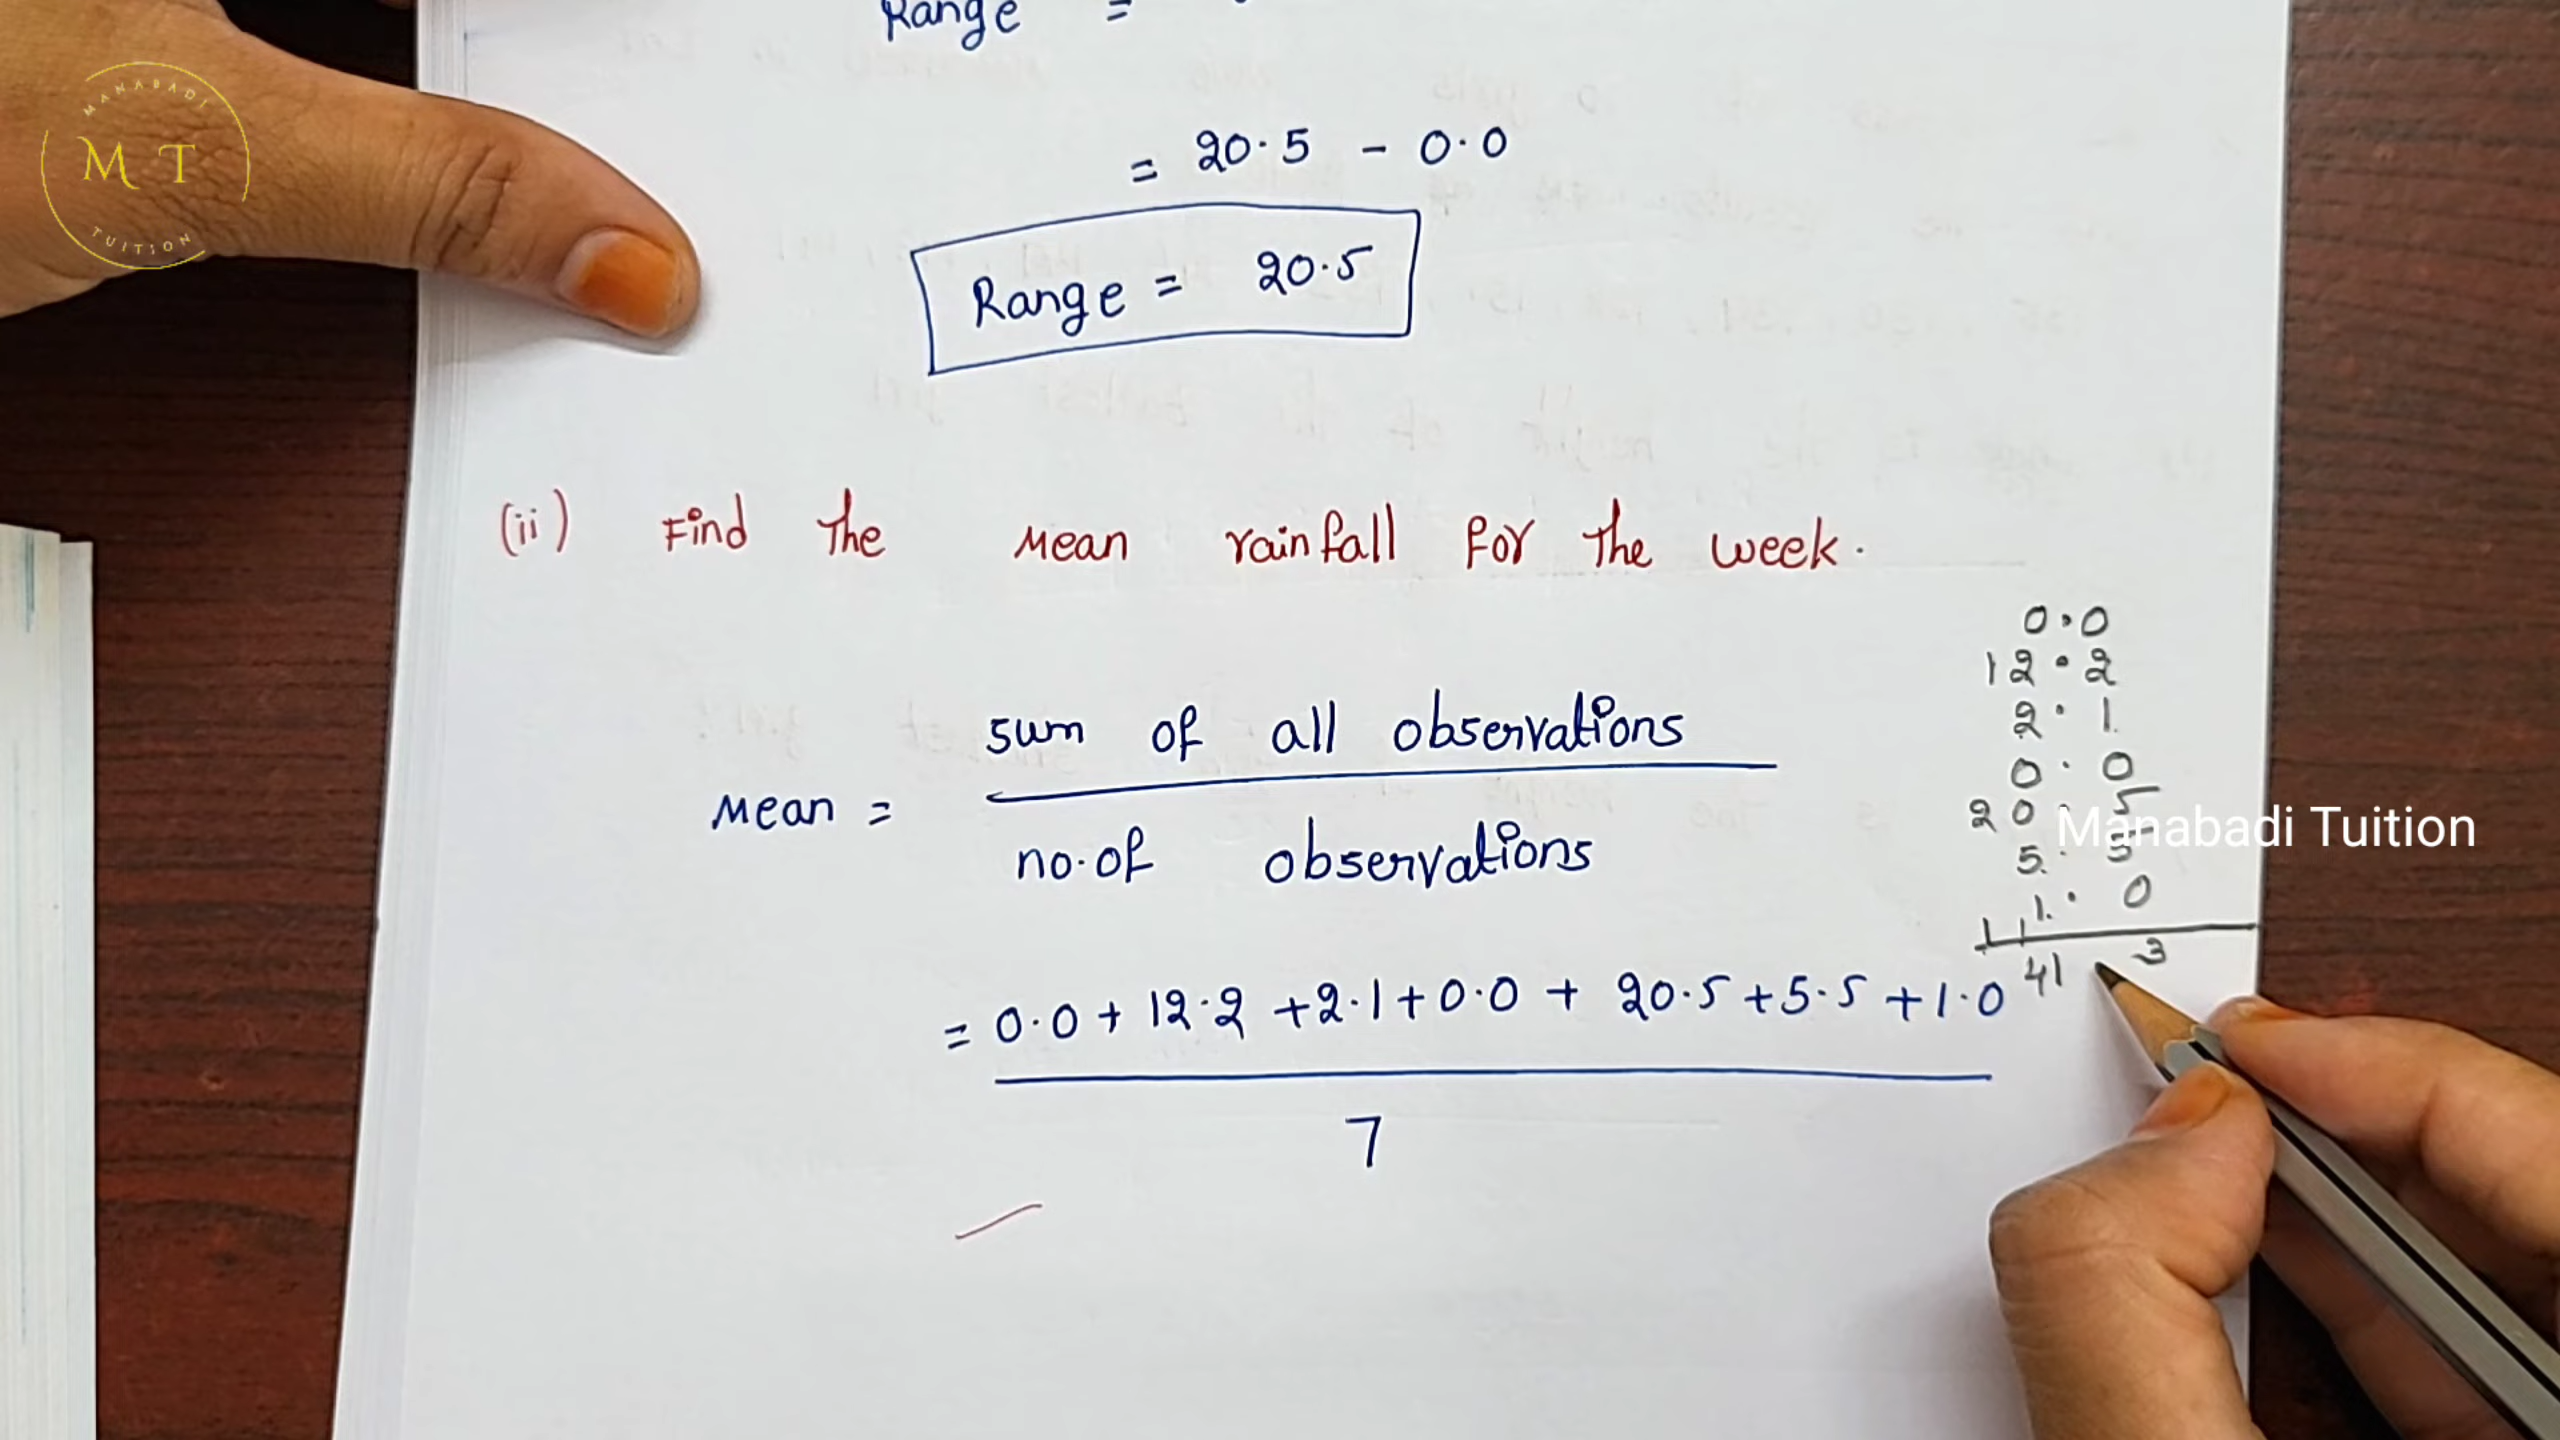 Range =
= 20.5 - 0.0
Range = 20.5
(ii) Find The Mean rainfall for The week.
Mean = sum of all observations
no. of observations
= 0.0 + 12.2 + 2.1 + 0.0 + 20.5 + 5.5 + 1.0
7
0.0
12.2
2.1
0.0
20.5
5.5
1.0
1 1
41 3
MANABADI
M T
TUITION
Manabadi Tuition